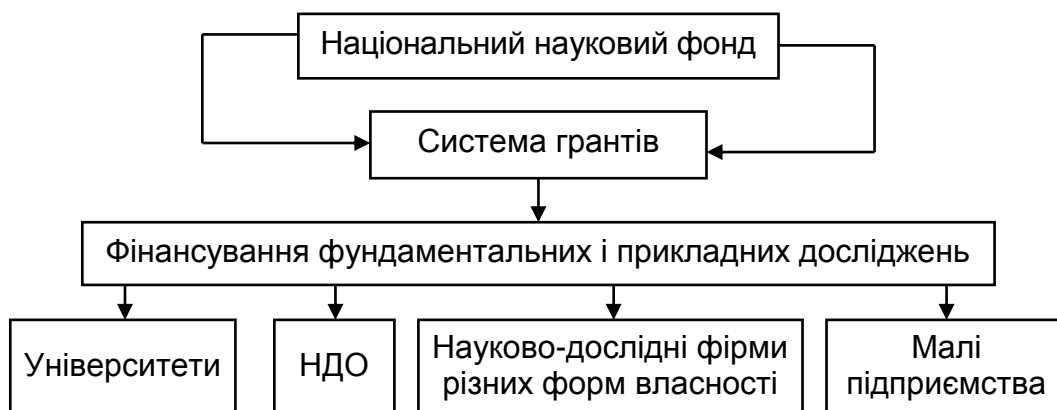 Національний науковий фонд
Система грантів
Фінансування фундаментальних і прикладних досліджень
Університети
НДО
Науково-дослідні фірми
різних форм власності
Малі
підприємства